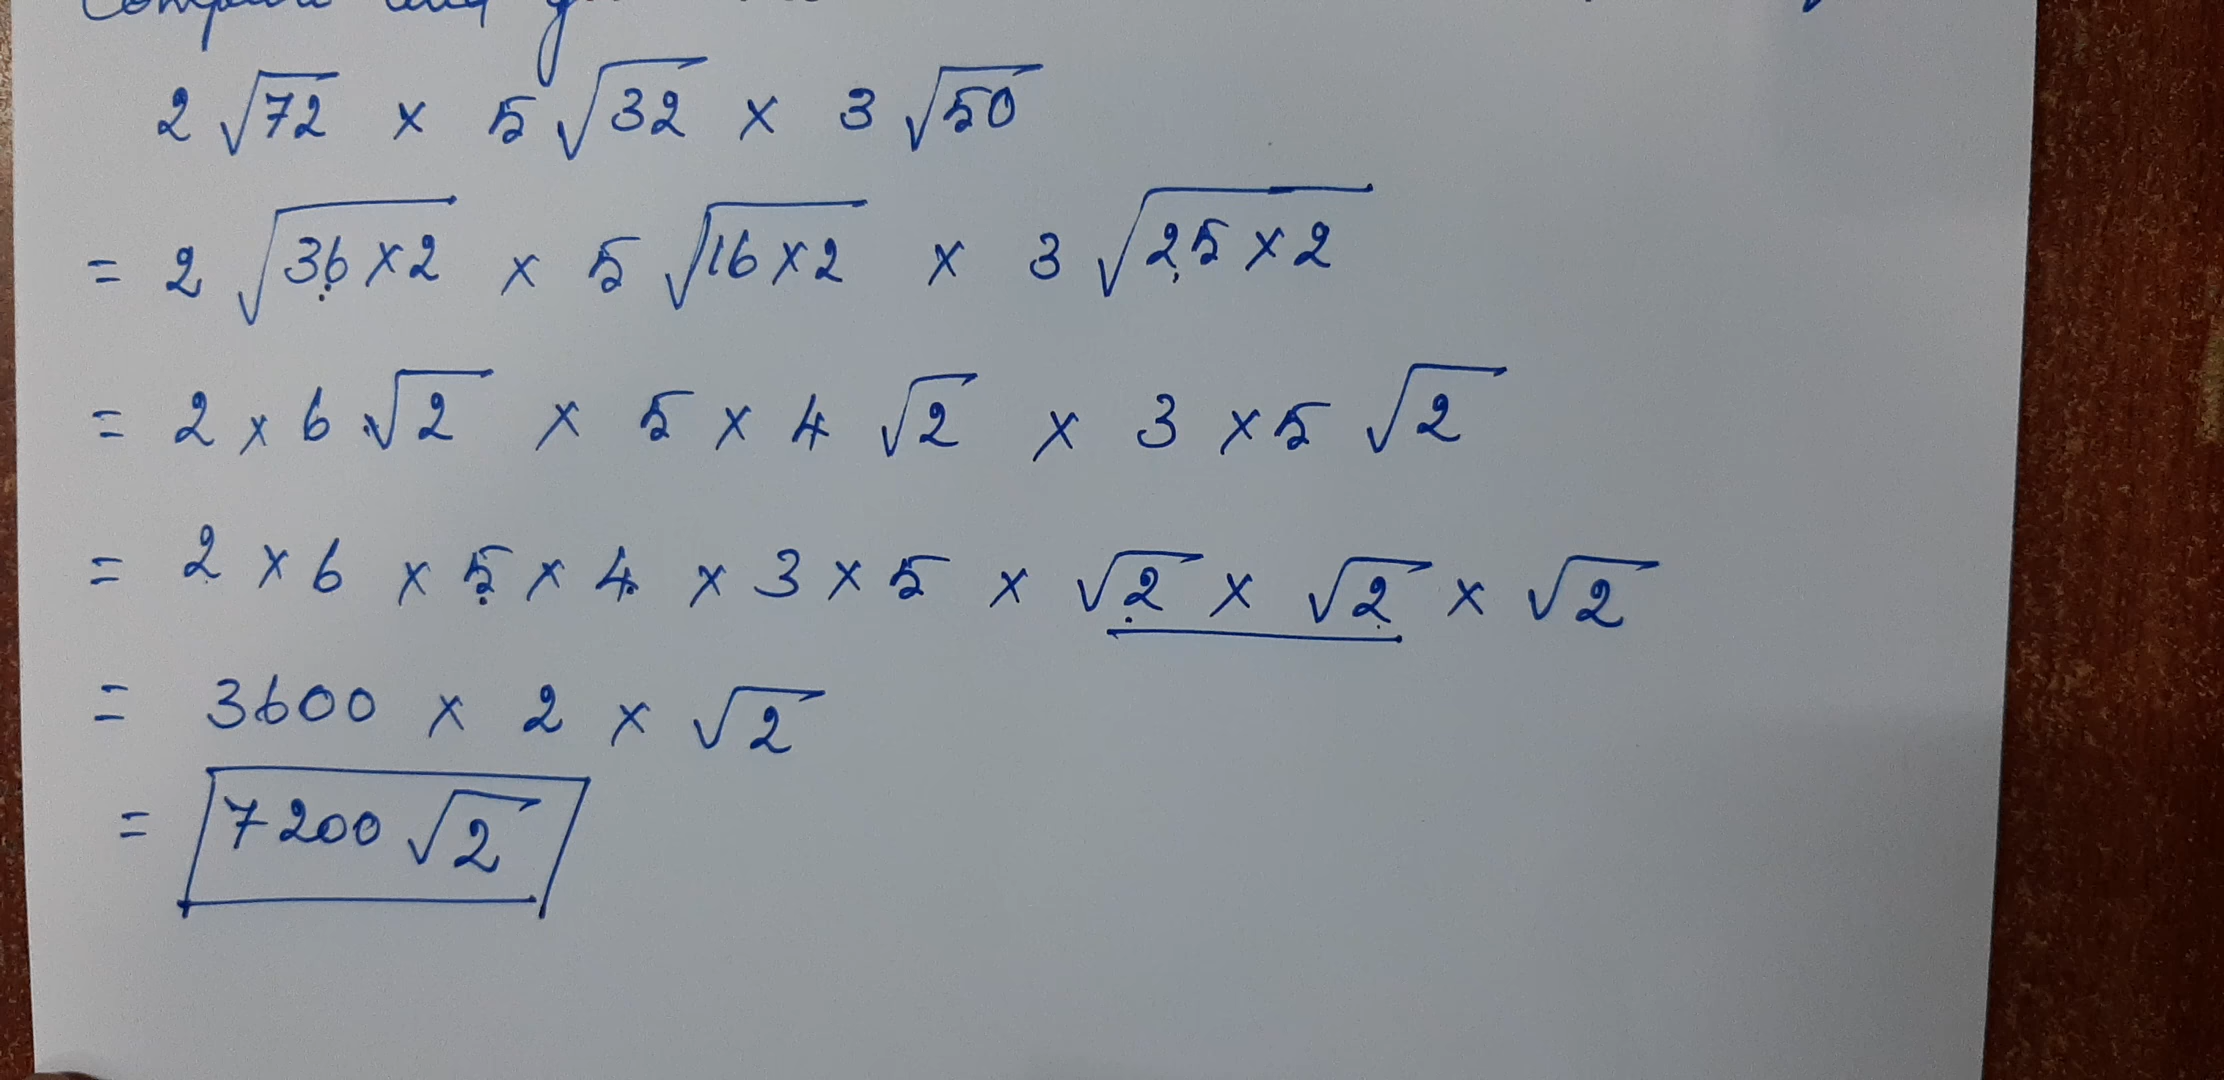 2 √72 × 5 √32 × 3 √50
= 2 √36×2 × 5 √16×2 × 3 √25×2
= 2 × 6 √2 × 5 × 4 √2 × 3 × 5 √2
= 2 × 6 × 5 × 4 × 3 × 5 × √2 × √2 × √2
= 3600 × 2 × √2
= 7200 √2